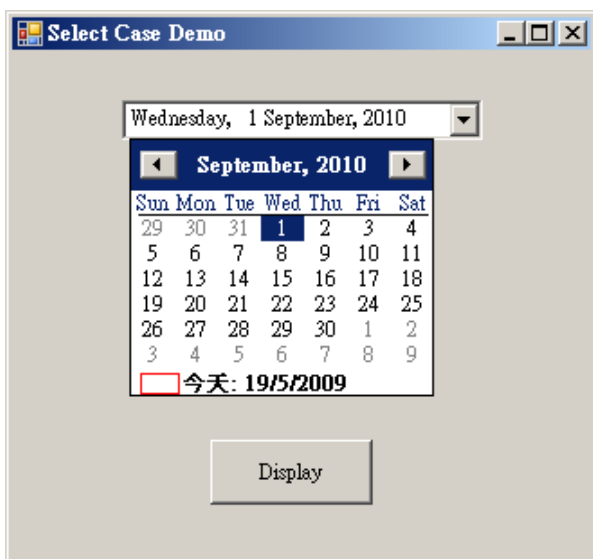 Select Case Demo
Wednesday, 1 September, 2010
September, 2010
Sun Mon Tue Wed Thu Fri Sat
29 30 31 1 2 3 4
5 6 7 8 9 10 11
12 13 14 15 16 17 18
19 20 21 22 23 24 25
26 27 28 29 30 1 2
3 4 5 6 7 8 9
今天: 19/5/2009
Display